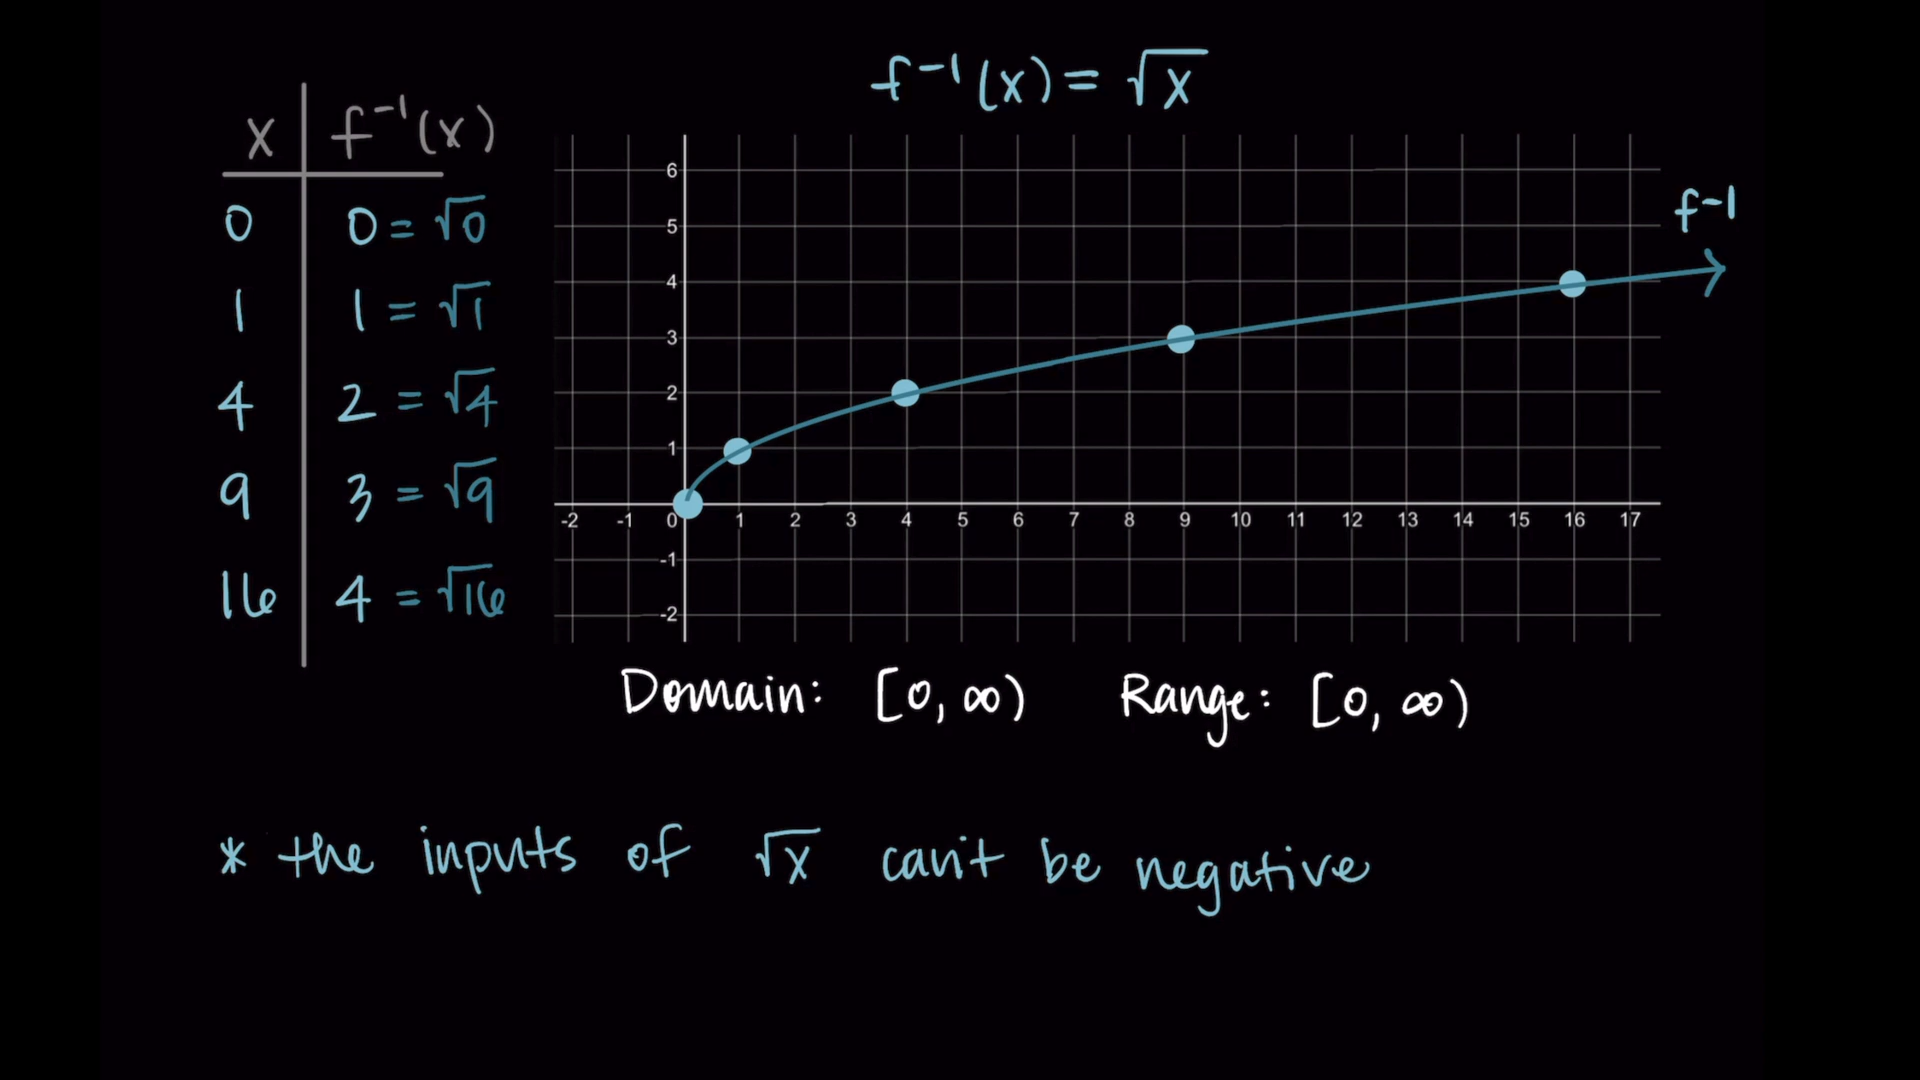 f⁻¹(x) = √x
x f⁻¹(x)
0 0 = √0
1 1 = √1
4 2 = √4
9 3 = √9
16 4 = √16
6
5
4
3
2
1
-2 -1 0 1 2 3 4 5 6 7 8 9 10 11 12 13 14 15 16 17
-1
-2
f⁻¹
Domain: [0, ∞) Range: [0, ∞)
* the inputs of √x can't be negative